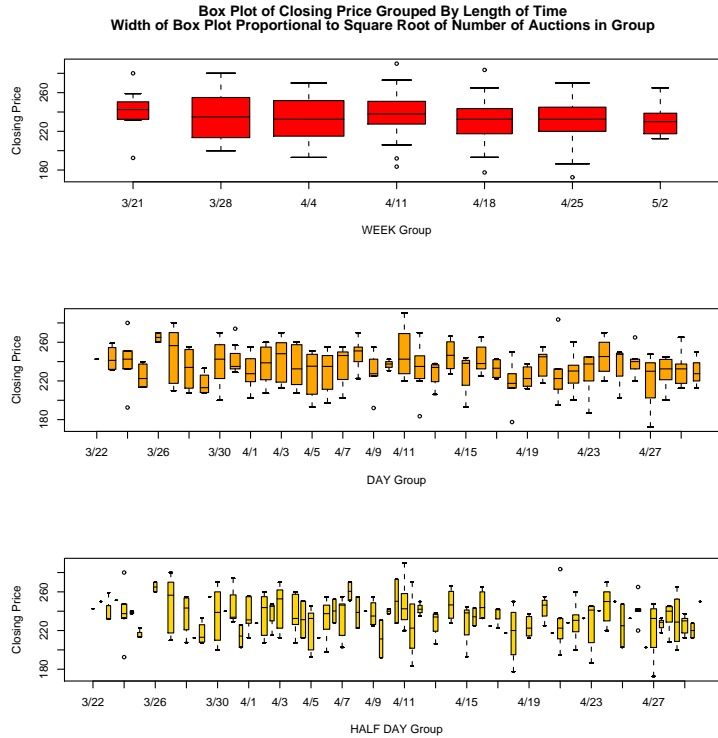 Box Plot of Closing Price Grouped By Length of Time
Width of Box Plot Proportional to Square Root of Number of Auctions in Group
Closing Price
180 220 260
3/21 3/28 4/4 4/11 4/18 4/25 5/2
WEEK Group
Closing Price
180 220 260
3/22 3/26 3/30 4/1 4/3 4/5 4/7 4/9 4/11 4/15 4/19 4/23 4/27
DAY Group
Closing Price
180 220 260
3/22 3/26 3/30 4/1 4/3 4/5 4/7 4/9 4/11 4/15 4/19 4/23 4/27
HALF DAY Group